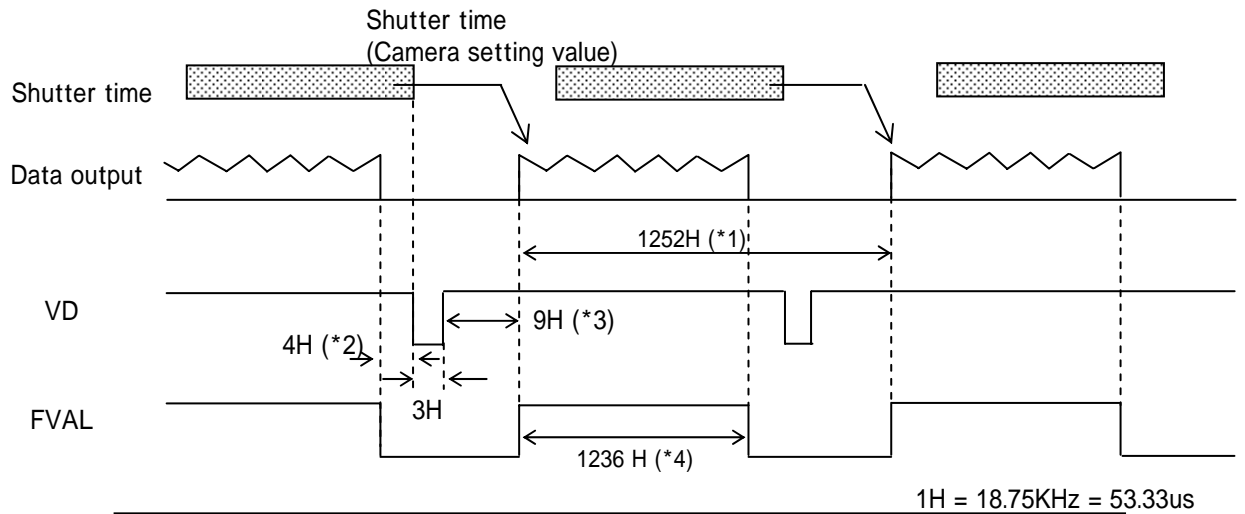 Shutter time
(Camera setting value)
Shutter time
Data output
1252H (*1)
VD
9H (*3)
4H (*2)
3H
FVAL
1236 H (*4)
1H = 18.75KHz = 53.33us